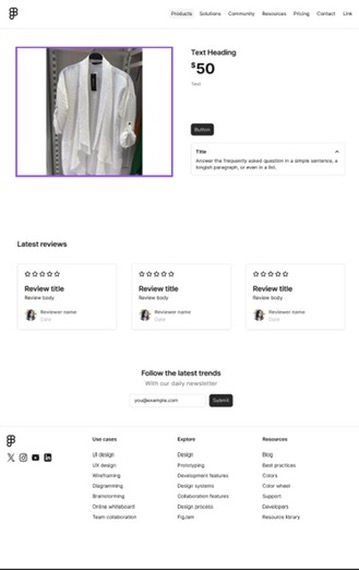 Products Solutions Community Resources Pricing Contact Link
Text Heading
$50
Text
Button
Title
Answer the frequently asked question in a simple sentence, a
longish paragraph, or even in a list.
Latest reviews
Review title
Review body
Reviewer name
Date
Review title
Review body
Reviewer name
Date
Review title
Review body
Reviewer name
Date
Follow the latest trends
With our daily newsletter
you@example.com
Submit
Use cases
UI design
UX design
Wireframing
Diagramming
Brainstorming
Online whiteboard
Team collaboration
Explore
Design
Prototyping
Development features
Design systems
Collaboration features
Design process
FigJam
Resources
Blog
Best practices
Colors
Color wheel
Support
Developers
Resource library